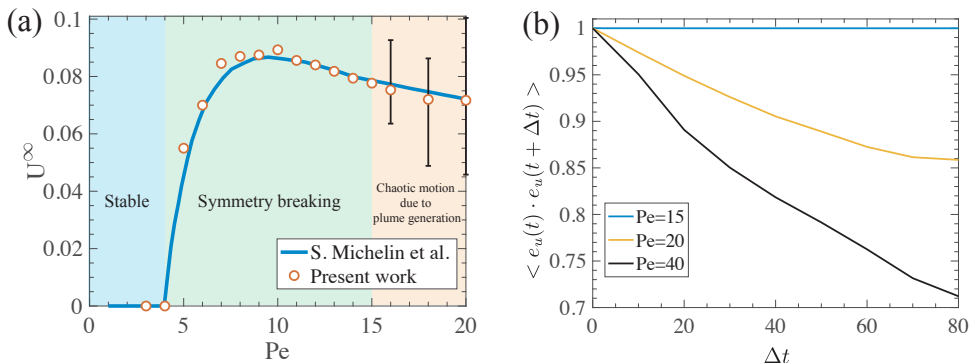 (a)
0.1
0.08
0.06
0.04
0.02
0
U∞
Stable
Symmetry breaking
Chaotic motion
due to
plume generation
S. Michelin et al.
Present work
0 5 10 15 20
Pe
(b)
1
0.95
0.9
0.85
0.8
0.75
0.7
< e_u(t) · e_u(t + Δt) >
Pe=15
Pe=20
Pe=40
0 20 40 60 80
Δt